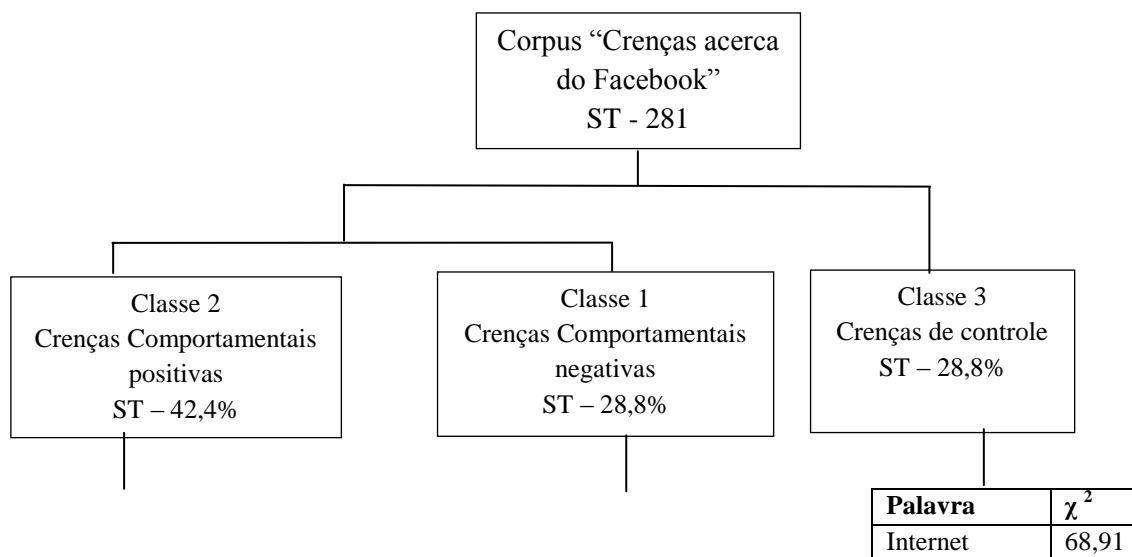 Corpus “Crenças acerca
do Facebook”
ST - 281
Classe 2
Crenças Comportamentais
positivas
ST – 42,4%
Classe 1
Crenças Comportamentais
negativas
ST – 28,8%
Classe 3
Crenças de controle
ST – 28,8%
Palavra χ²
Internet 68,91